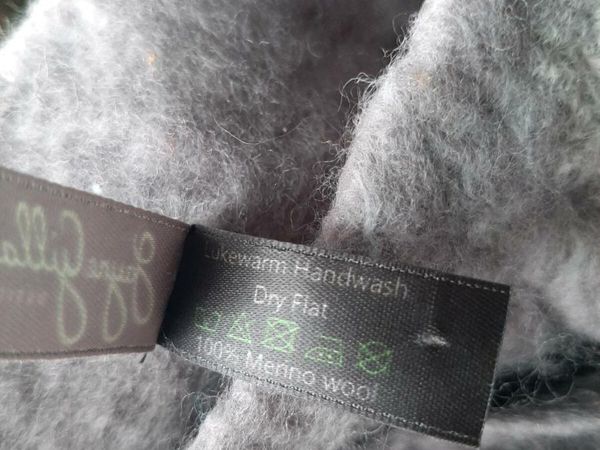 Lukewarm Handwash
Dry Flat
100% Merino wool